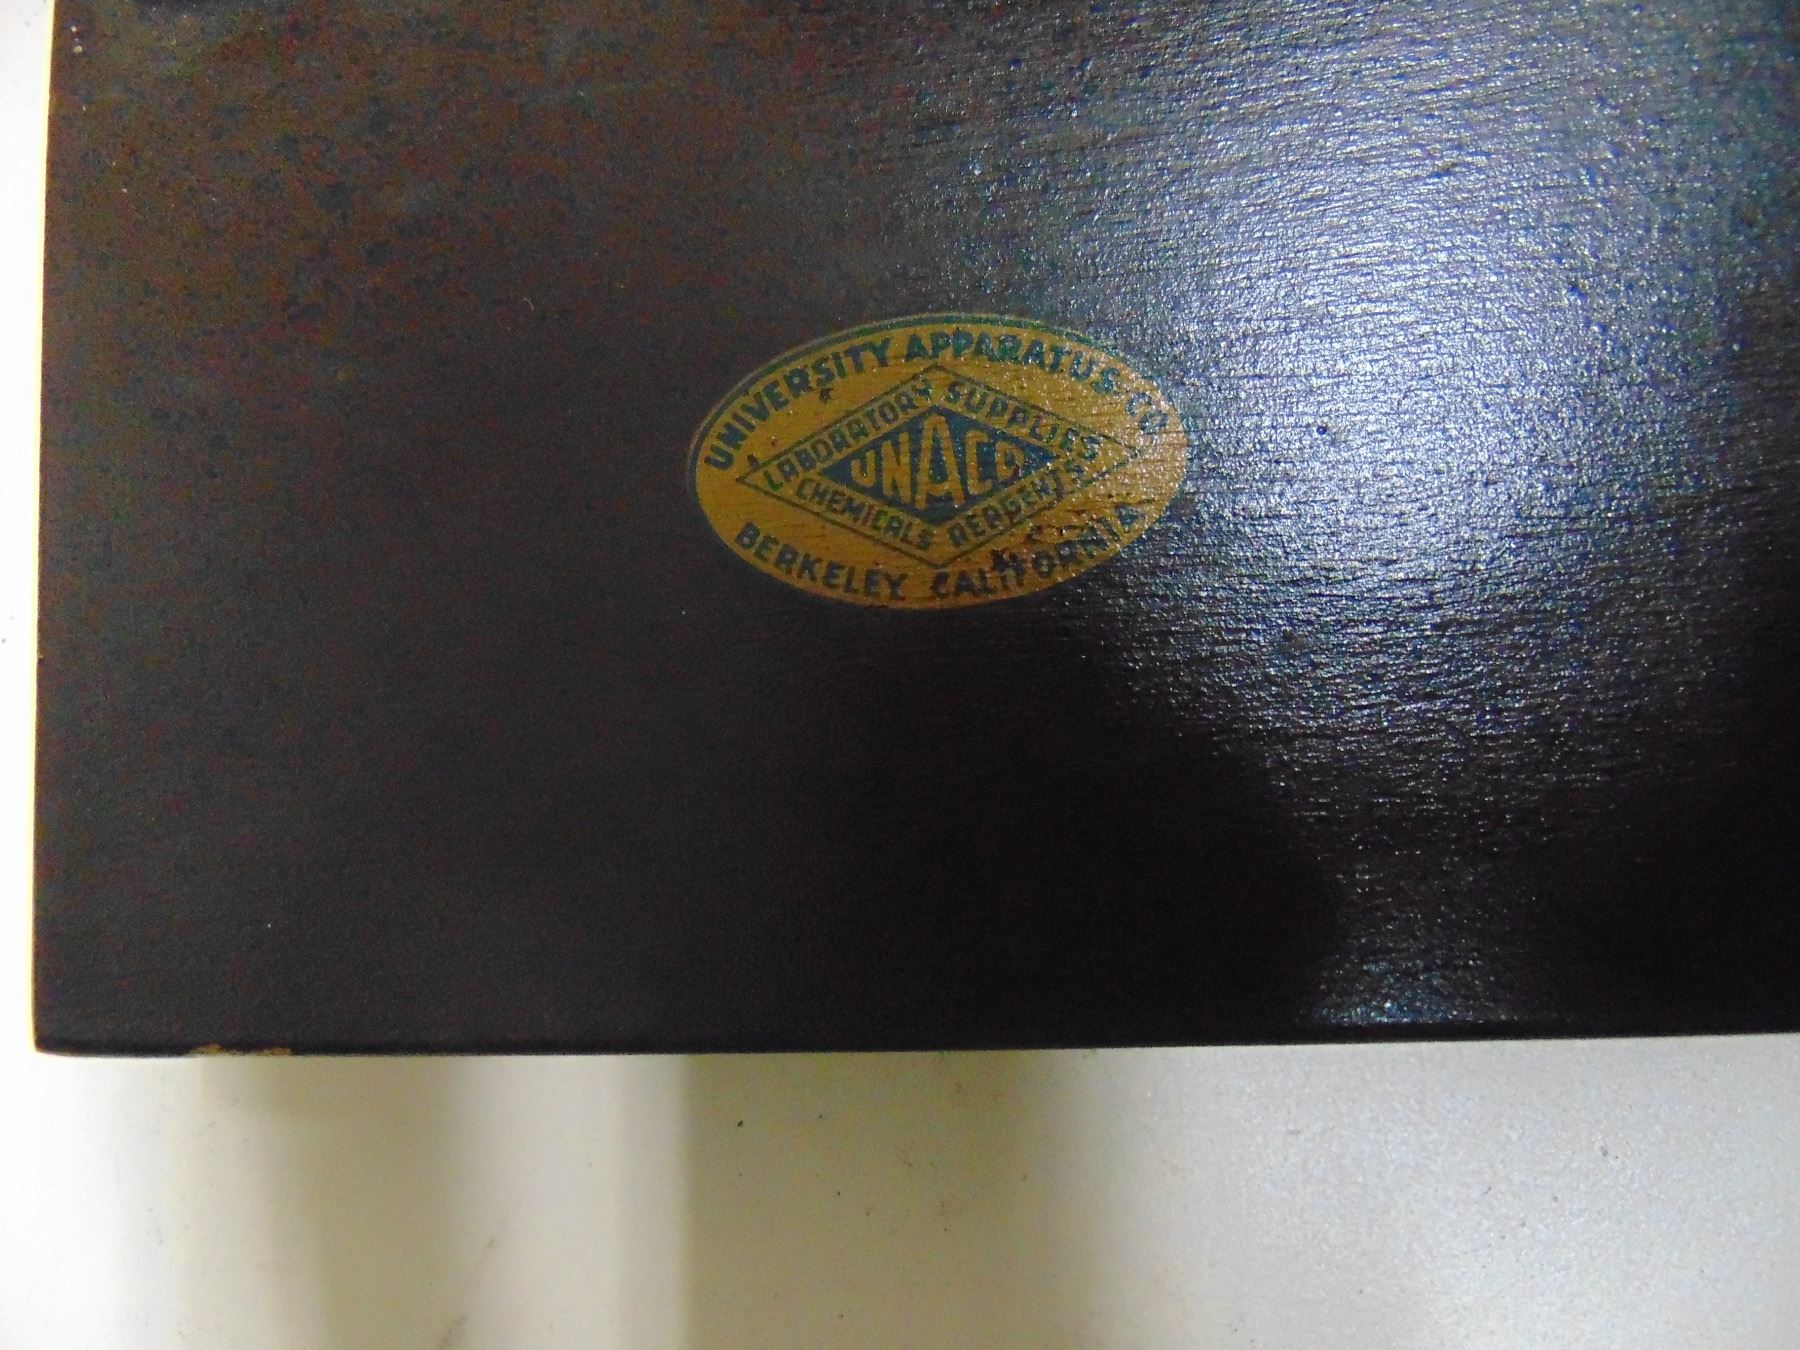 UNIVERSITY APPARATUS CO.
LABORATORY SUPPLIES
UNACO
CHEMICALS REAGENTS
BERKELEY CALIFORNIA